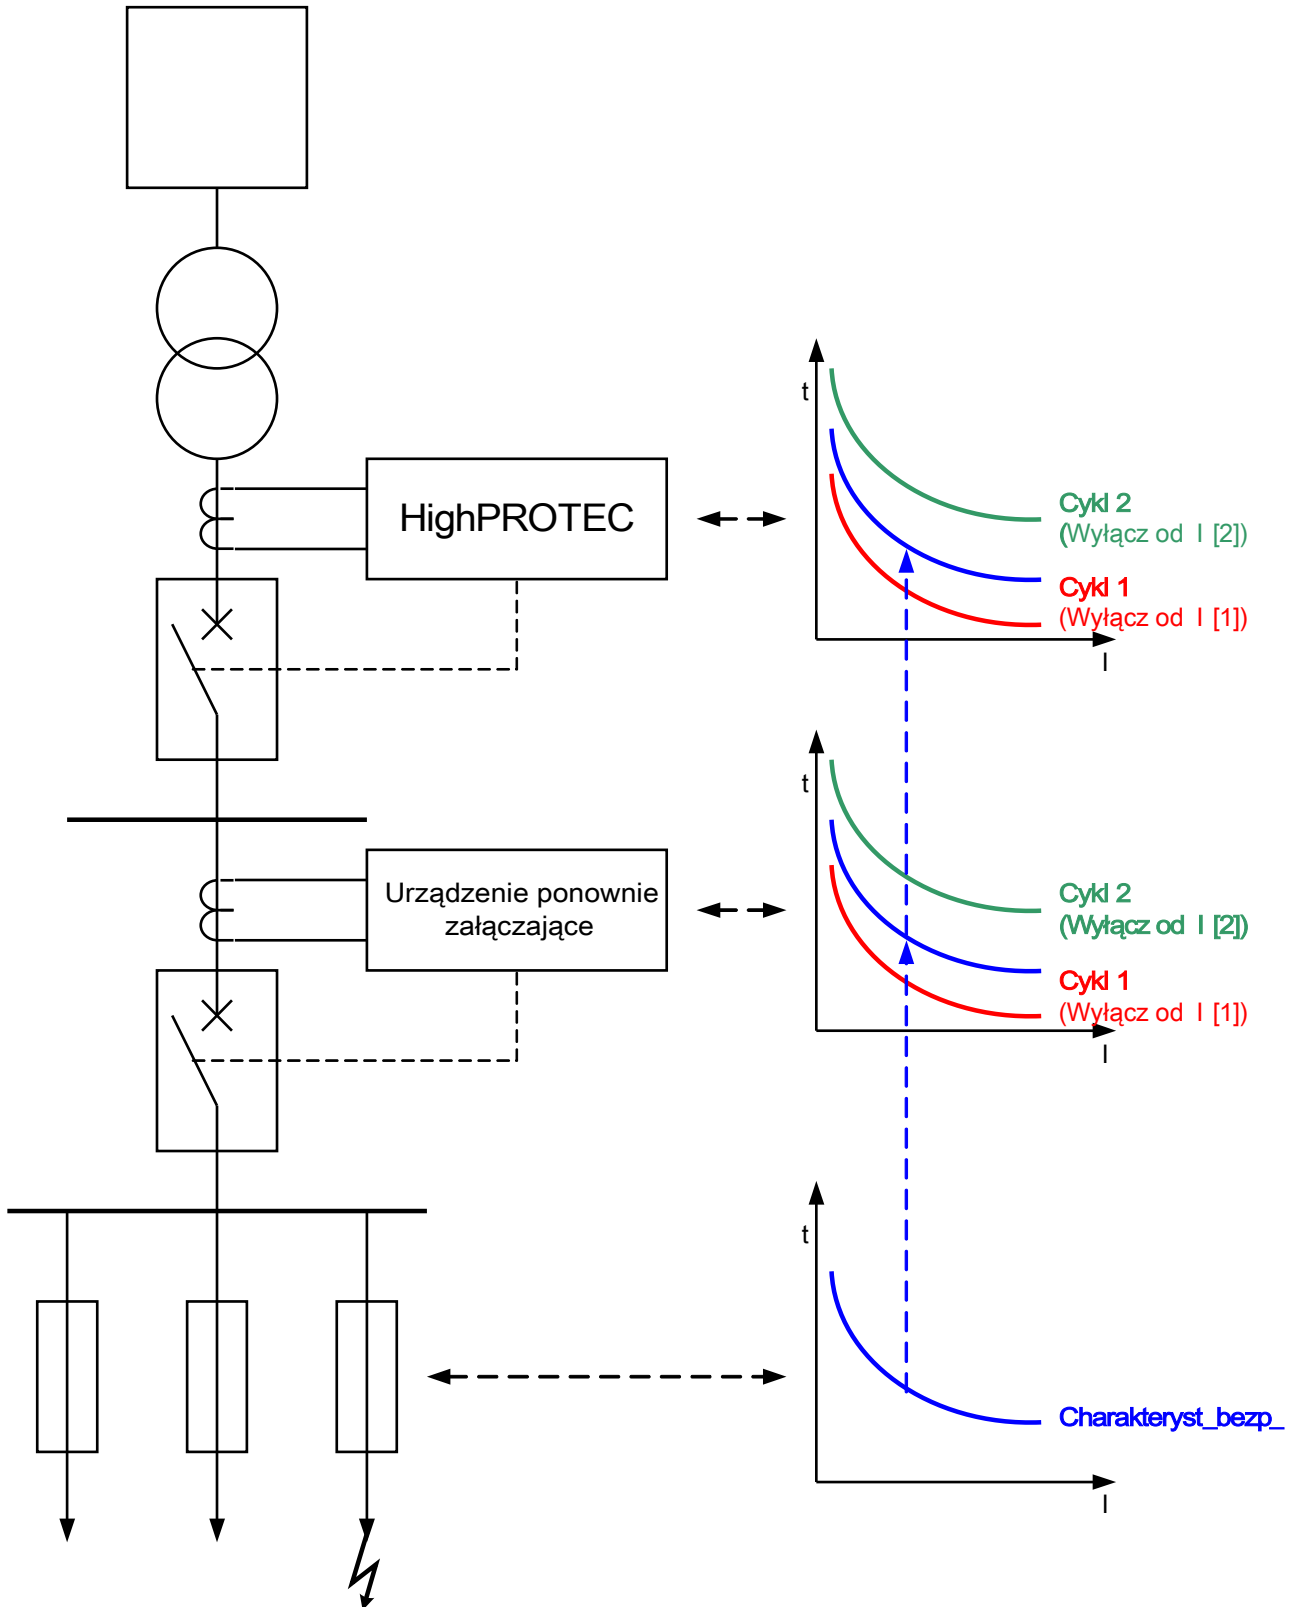 t
HighPROTEC
Cykl 2
(Wyłącz od I [2])
Cykl 1
(Wyłącz od I [1])
I
t
Urządzenie ponownie
załączające
Cykl 2
(Wyłącz od I [2])
Cykl 1
(Wyłącz od I [1])
I
t
Charakteryst_bezp_
I